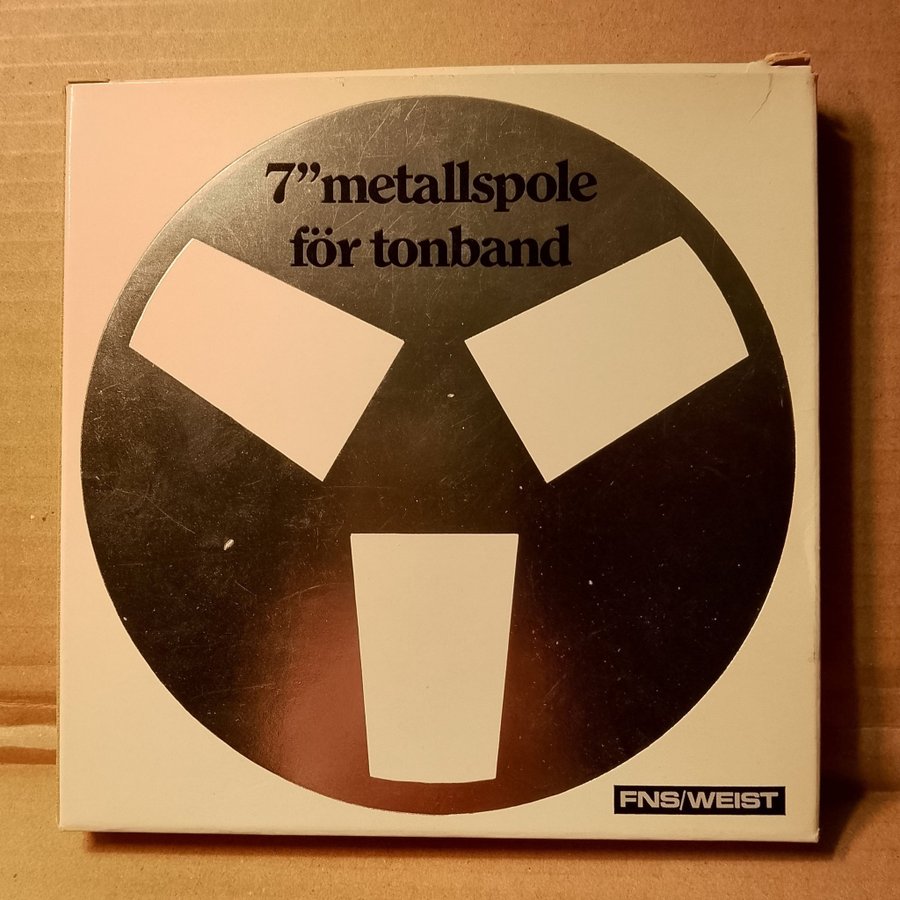 7”metallspole
för tonband
FNS/WEIST